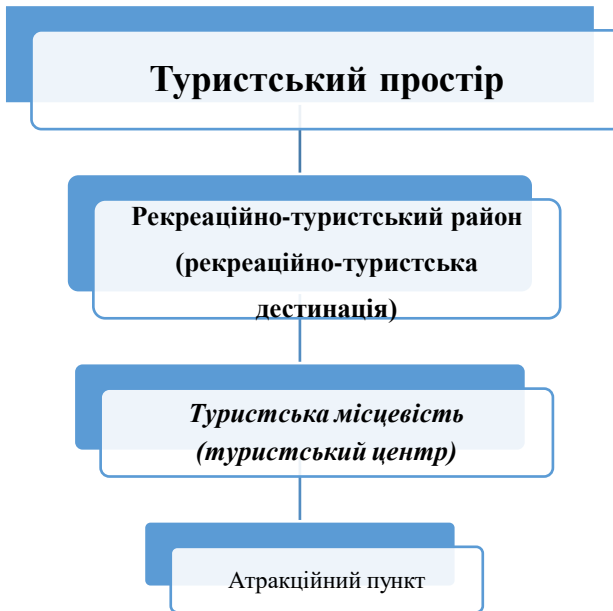 Туристський простір
Рекреаційно-туристський район
(рекреаційно-туристська
дестинація)
Туристська місцевість
(туристський центр)
Атракційний пункт